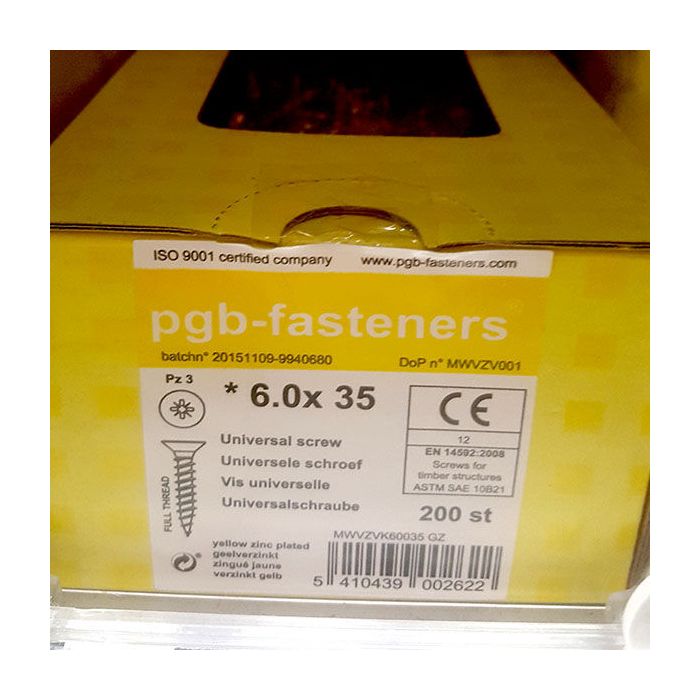 ISO 9001 certified company www.pgb-fasteners.com
pgb-fasteners
batchn° 20151109-9940680 DoP n° MWVZV001
Pz 3
* 6.0x 35
CE
12
EN 14592:2008
Screws for
timber structures
ASTM SAE 10B21
Universal screw
Universele schroef
Vis universelle
Universalschraube
FULL THREAD
200 st
MWVZVK60035 GZ
yellow zinc plated
geelverzinkt
zingué jaune
verzinkt gelb
5 410439 002622